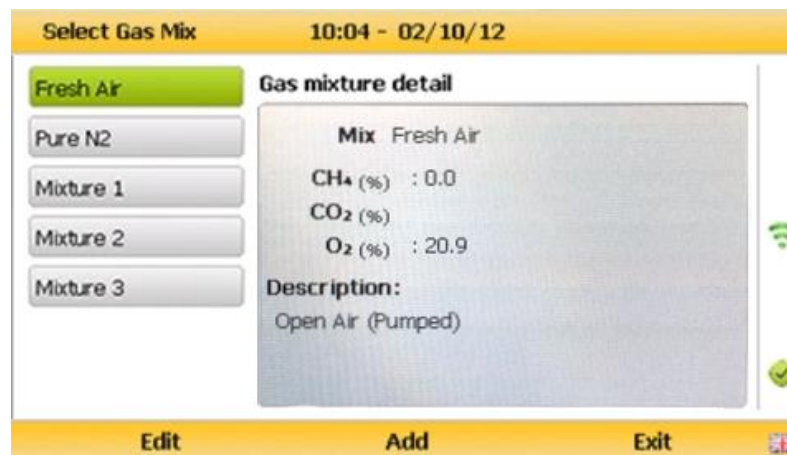 Select Gas Mix 10:04 - 02/10/12
Fresh Air
Pure N2
Mixture 1
Mixture 2
Mixture 3
Gas mixture detail
Mix Fresh Air
CH₄ (%) : 0.0
CO₂ (%)
O₂ (%) : 20.9
Description:
Open Air (Pumped)
Edit Add Exit